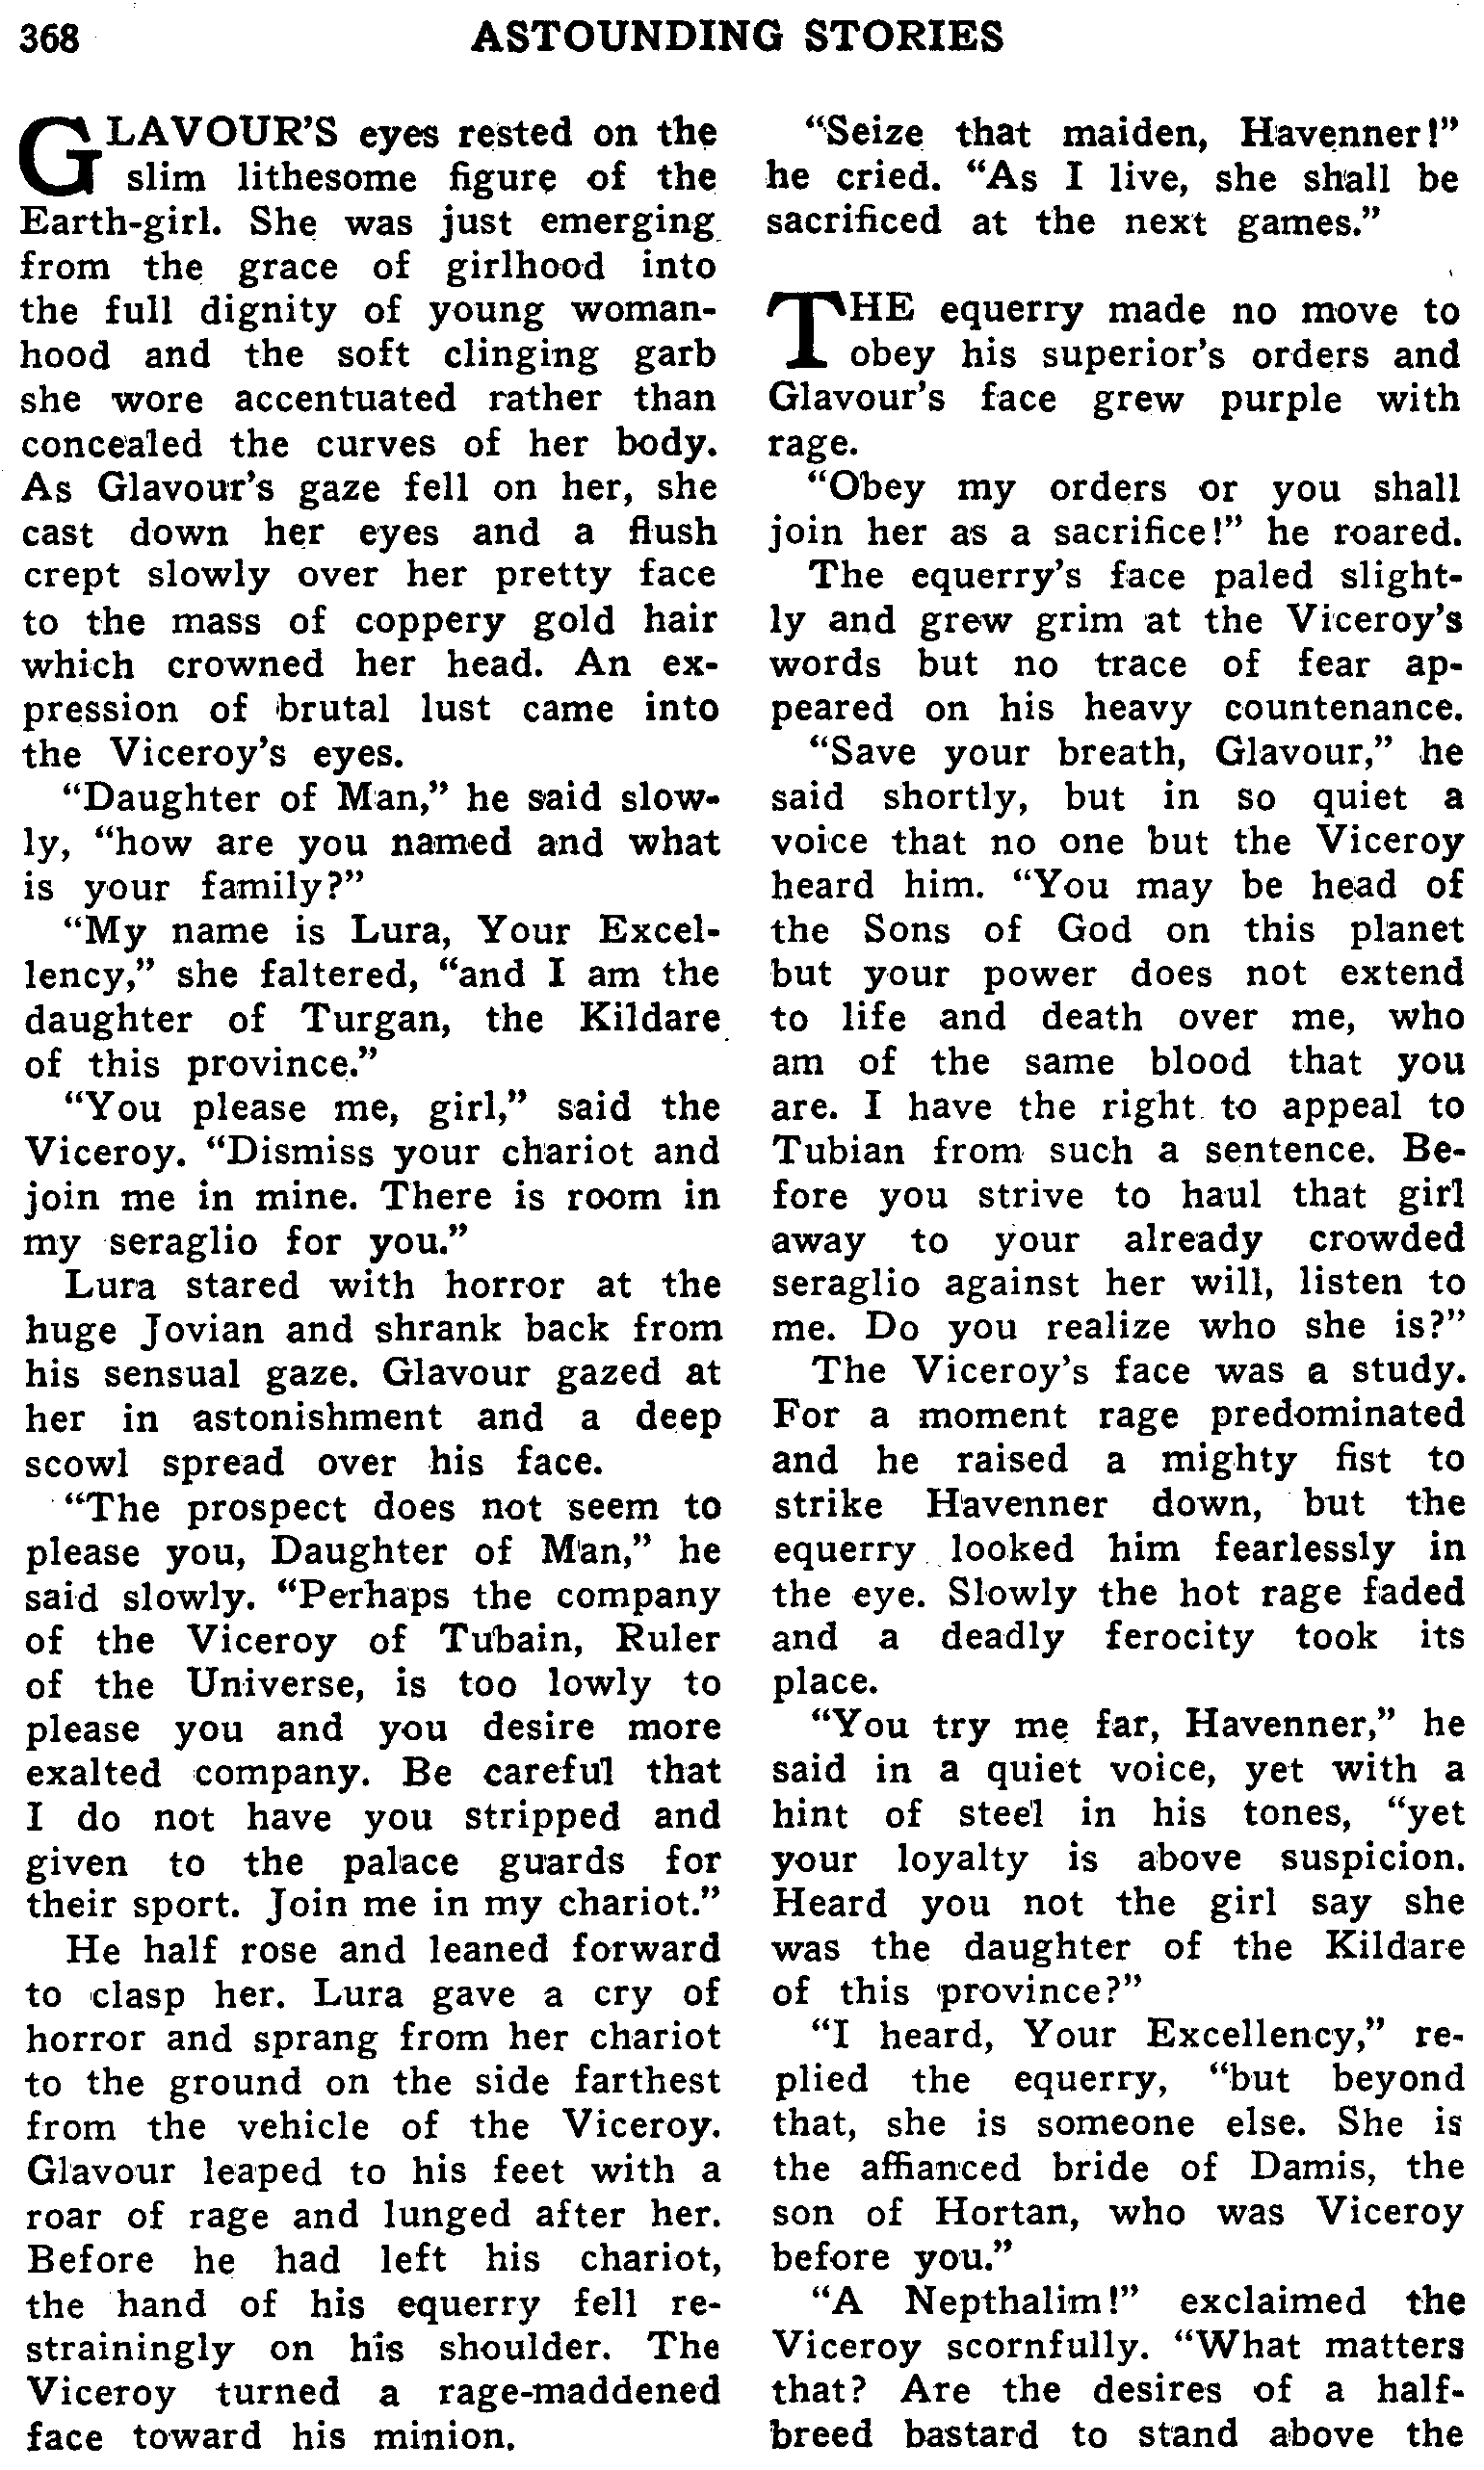 368
ASTOUNDING STORIES
GLAVOUR'S eyes rested on the
slim lithesome figure of the
Earth-girl. She was just emerging
from the grace of girlhood into
the full dignity of young woman-
hood and the soft clinging garb
she wore accentuated rather than
concealed the curves of her body.
As Glavour's gaze fell on her, she
cast down her eyes and a flush
crept slowly over her pretty face
to the mass of coppery gold hair
which crowned her head. An ex-
pression of brutal lust came into
the Viceroy's eyes.
"Daughter of Man," he said slow-
ly, "how are you named and what
is your family?"
"My name is Lura, Your Excel-
lency," she faltered, "and I am the
daughter of Turgan, the Kildare
of this province."
"You please me, girl," said the
Viceroy. "Dismiss your chariot and
join me in mine. There is room in
my seraglio for you."
Lura stared with horror at the
huge Jovian and shrank back from
his sensual gaze. Glavour gazed at
her in astonishment and a deep
scowl spread over his face.
"The prospect does not seem to
please you, Daughter of Man," he
said slowly. "Perhaps the company
of the Viceroy of Tubain, Ruler
of the Universe, is too lowly to
please you and you desire more
exalted company. Be careful that
I do not have you stripped and
given to the palace guards for
their sport. Join me in my chariot."
He half rose and leaned forward
to clasp her. Lura gave a cry of
horror and sprang from her chariot
to the ground on the side farthest
from the vehicle of the Viceroy.
Glavour leaped to his feet with a
roar of rage and lunged after her.
Before he had left his chariot,
the hand of his equerry fell re-
strainingly on his shoulder. The
Viceroy turned a rage-maddened
face toward his minion.
"Seize that maiden, Havenner!"
he cried. "As I live, she shall be
sacrificed at the next games."
THE equerry made no move to
obey his superior's orders and
Glavour's face grew purple with
rage.
"Obey my orders or you shall
join her as a sacrifice!" he roared.
The equerry's face paled slight-
ly and grew grim at the Viceroy's
words but no trace of fear ap-
peared on his heavy countenance.
"Save your breath, Glavour," he
said shortly, but in so quiet a
voice that no one but the Viceroy
heard him. "You may be head of
the Sons of God on this planet
but your power does not extend
to life and death over me, who
am of the same blood that you
are. I have the right to appeal to
Tubian from such a sentence. Be-
fore you strive to haul that girl
away to your already crowded
seraglio against her will, listen to
me. Do you realize who she is?"
The Viceroy's face was a study.
For a moment rage predominated
and he raised a mighty fist to
strike Havenner down, but the
equerry looked him fearlessly in
the eye. Slowly the hot rage faded
and a deadly ferocity took its
place.
"You try me far, Havenner," he
said in a quiet voice, yet with a
hint of steel in his tones, "yet
your loyalty is above suspicion.
Heard you not the girl say she
was the daughter of the Kildare
of this province?"
"I heard, Your Excellency," re-
plied the equerry, "but beyond
that, she is someone else. She is
the affianced bride of Damis, the
son of Hortan, who was Viceroy
before you."
"A Nepthalim!" exclaimed the
Viceroy scornfully. "What matters
that? Are the desires of a half-
breed bastard to stand above the